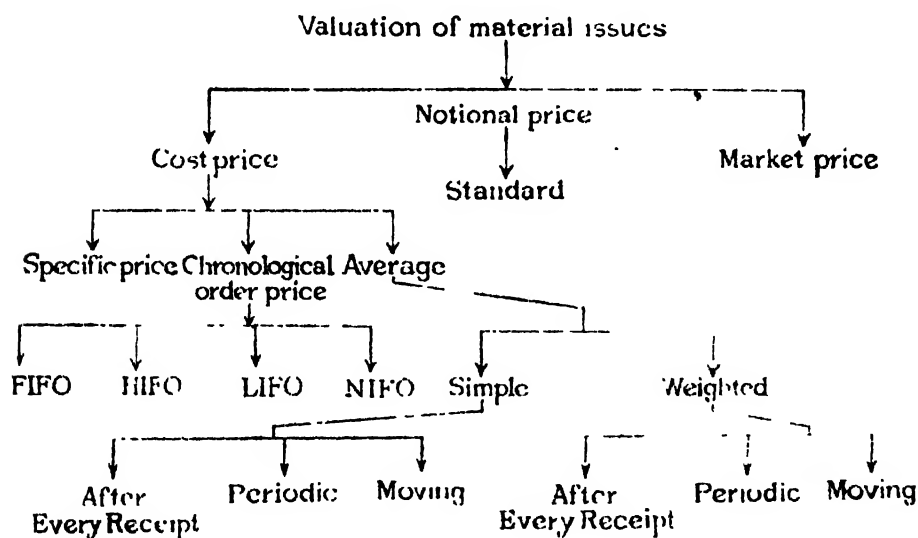 Valuation of material issues
Notional price
Cost price
Market price
Standard
Specific price Chronological Average
order price
FIFO HIFO LIFO NIFO Simple Weighted
After Periodic Moving After Periodic Moving
Every Receipt Every Receipt